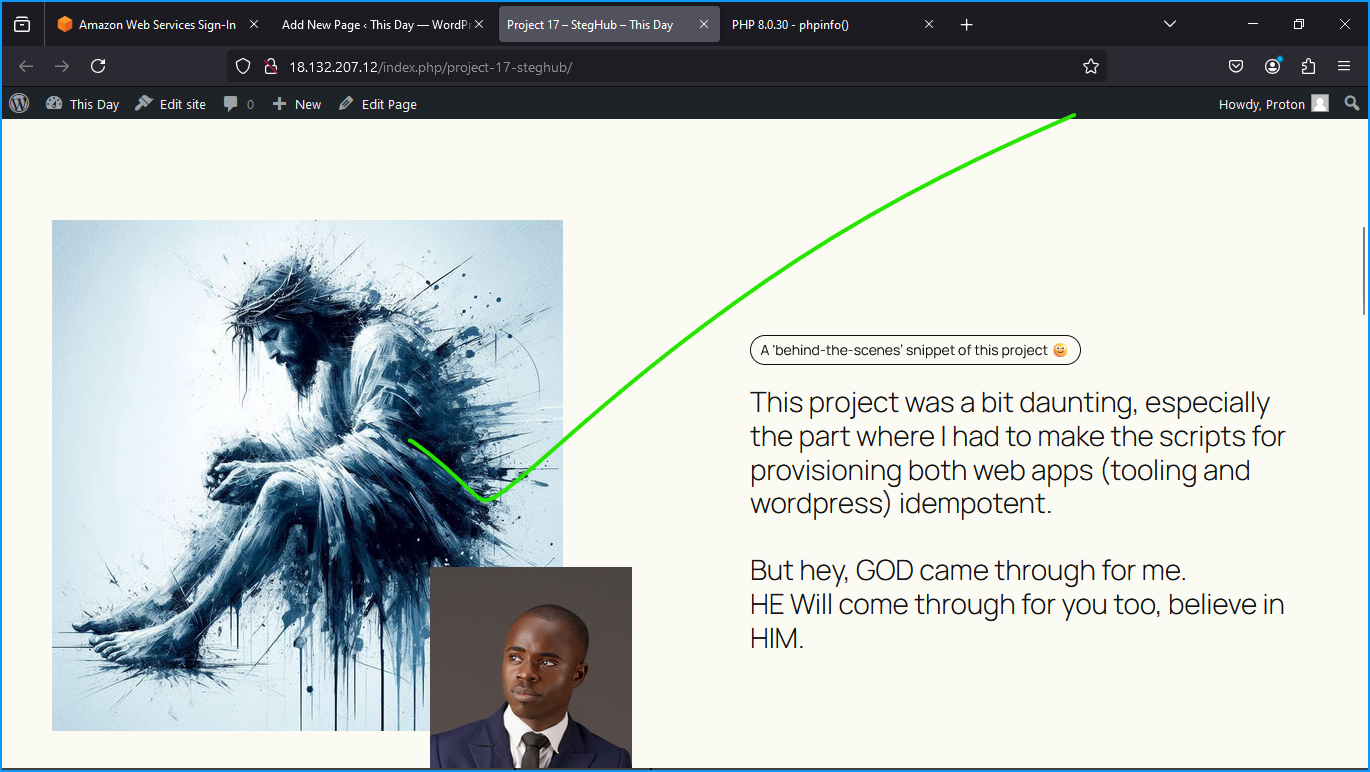 Amazon Web Services Sign-In
Add New Page ‹ This Day — WordPr
Project 17 – StegHub – This Day
PHP 8.0.30 - phpinfo()
18.132.207.12/index.php/project-17-steghub/
This Day
Edit site
0
New
Edit Page
Howdy, Proton
A ‘behind-the-scenes’ snippet of this project
This project was a bit daunting, especially
the part where I had to make the scripts for
provisioning both web apps (tooling and
wordpress) idempotent.
But hey, GOD came through for me.
HE Will come through for you too, believe in
HIM.